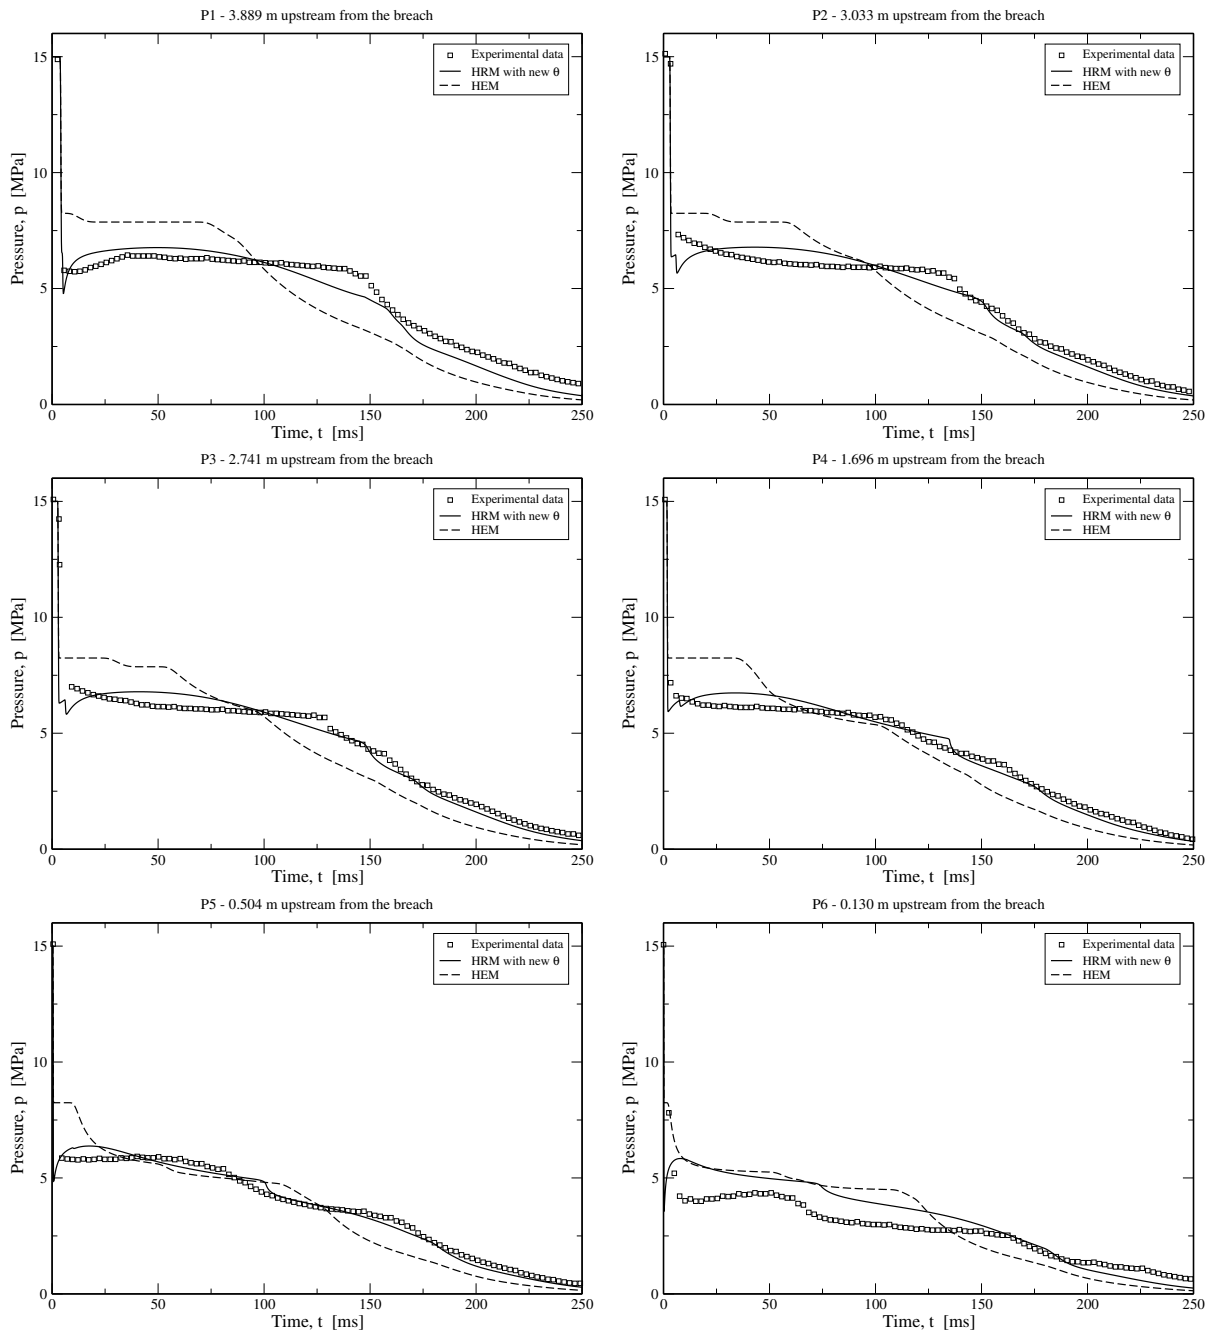 P1 - 3.889 m upstream from the breach
15
10
5
0
Pressure, p [MPa]
Experimental data
HRM with new θ
HEM
0 50 100 150 200 250
Time, t [ms]
P2 - 3.033 m upstream from the breach
15
10
5
0
Pressure, p [MPa]
Experimental data
HRM with new θ
HEM
0 50 100 150 200 250
Time, t [ms]
P3 - 2.741 m upstream from the breach
15
10
5
0
Pressure, p [MPa]
Experimental data
HRM with new θ
HEM
0 50 100 150 200 250
Time, t [ms]
P4 - 1.696 m upstream from the breach
15
10
5
0
Pressure, p [MPa]
Experimental data
HRM with new θ
HEM
0 50 100 150 200 250
Time, t [ms]
P5 - 0.504 m upstream from the breach
15
10
5
0
Pressure, p [MPa]
Experimental data
HRM with new θ
HEM
0 50 100 150 200 250
Time, t [ms]
P6 - 0.130 m upstream from the breach
15
10
5
0
Pressure, p [MPa]
Experimental data
HRM with new θ
HEM
0 50 100 150 200 250
Time, t [ms]